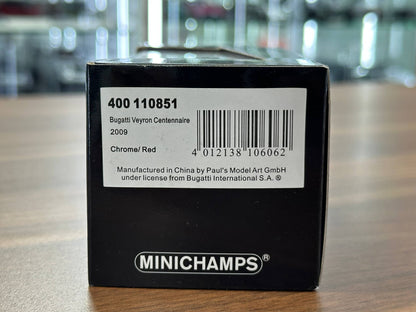 400 110851
Bugatti Veyron Centennaire
2009
Chrome/ Red
4 012138 106062
Manufactured in China by Paul's Model Art GmbH
under license from Bugatti International S.A. ®
MINICHAMPS®